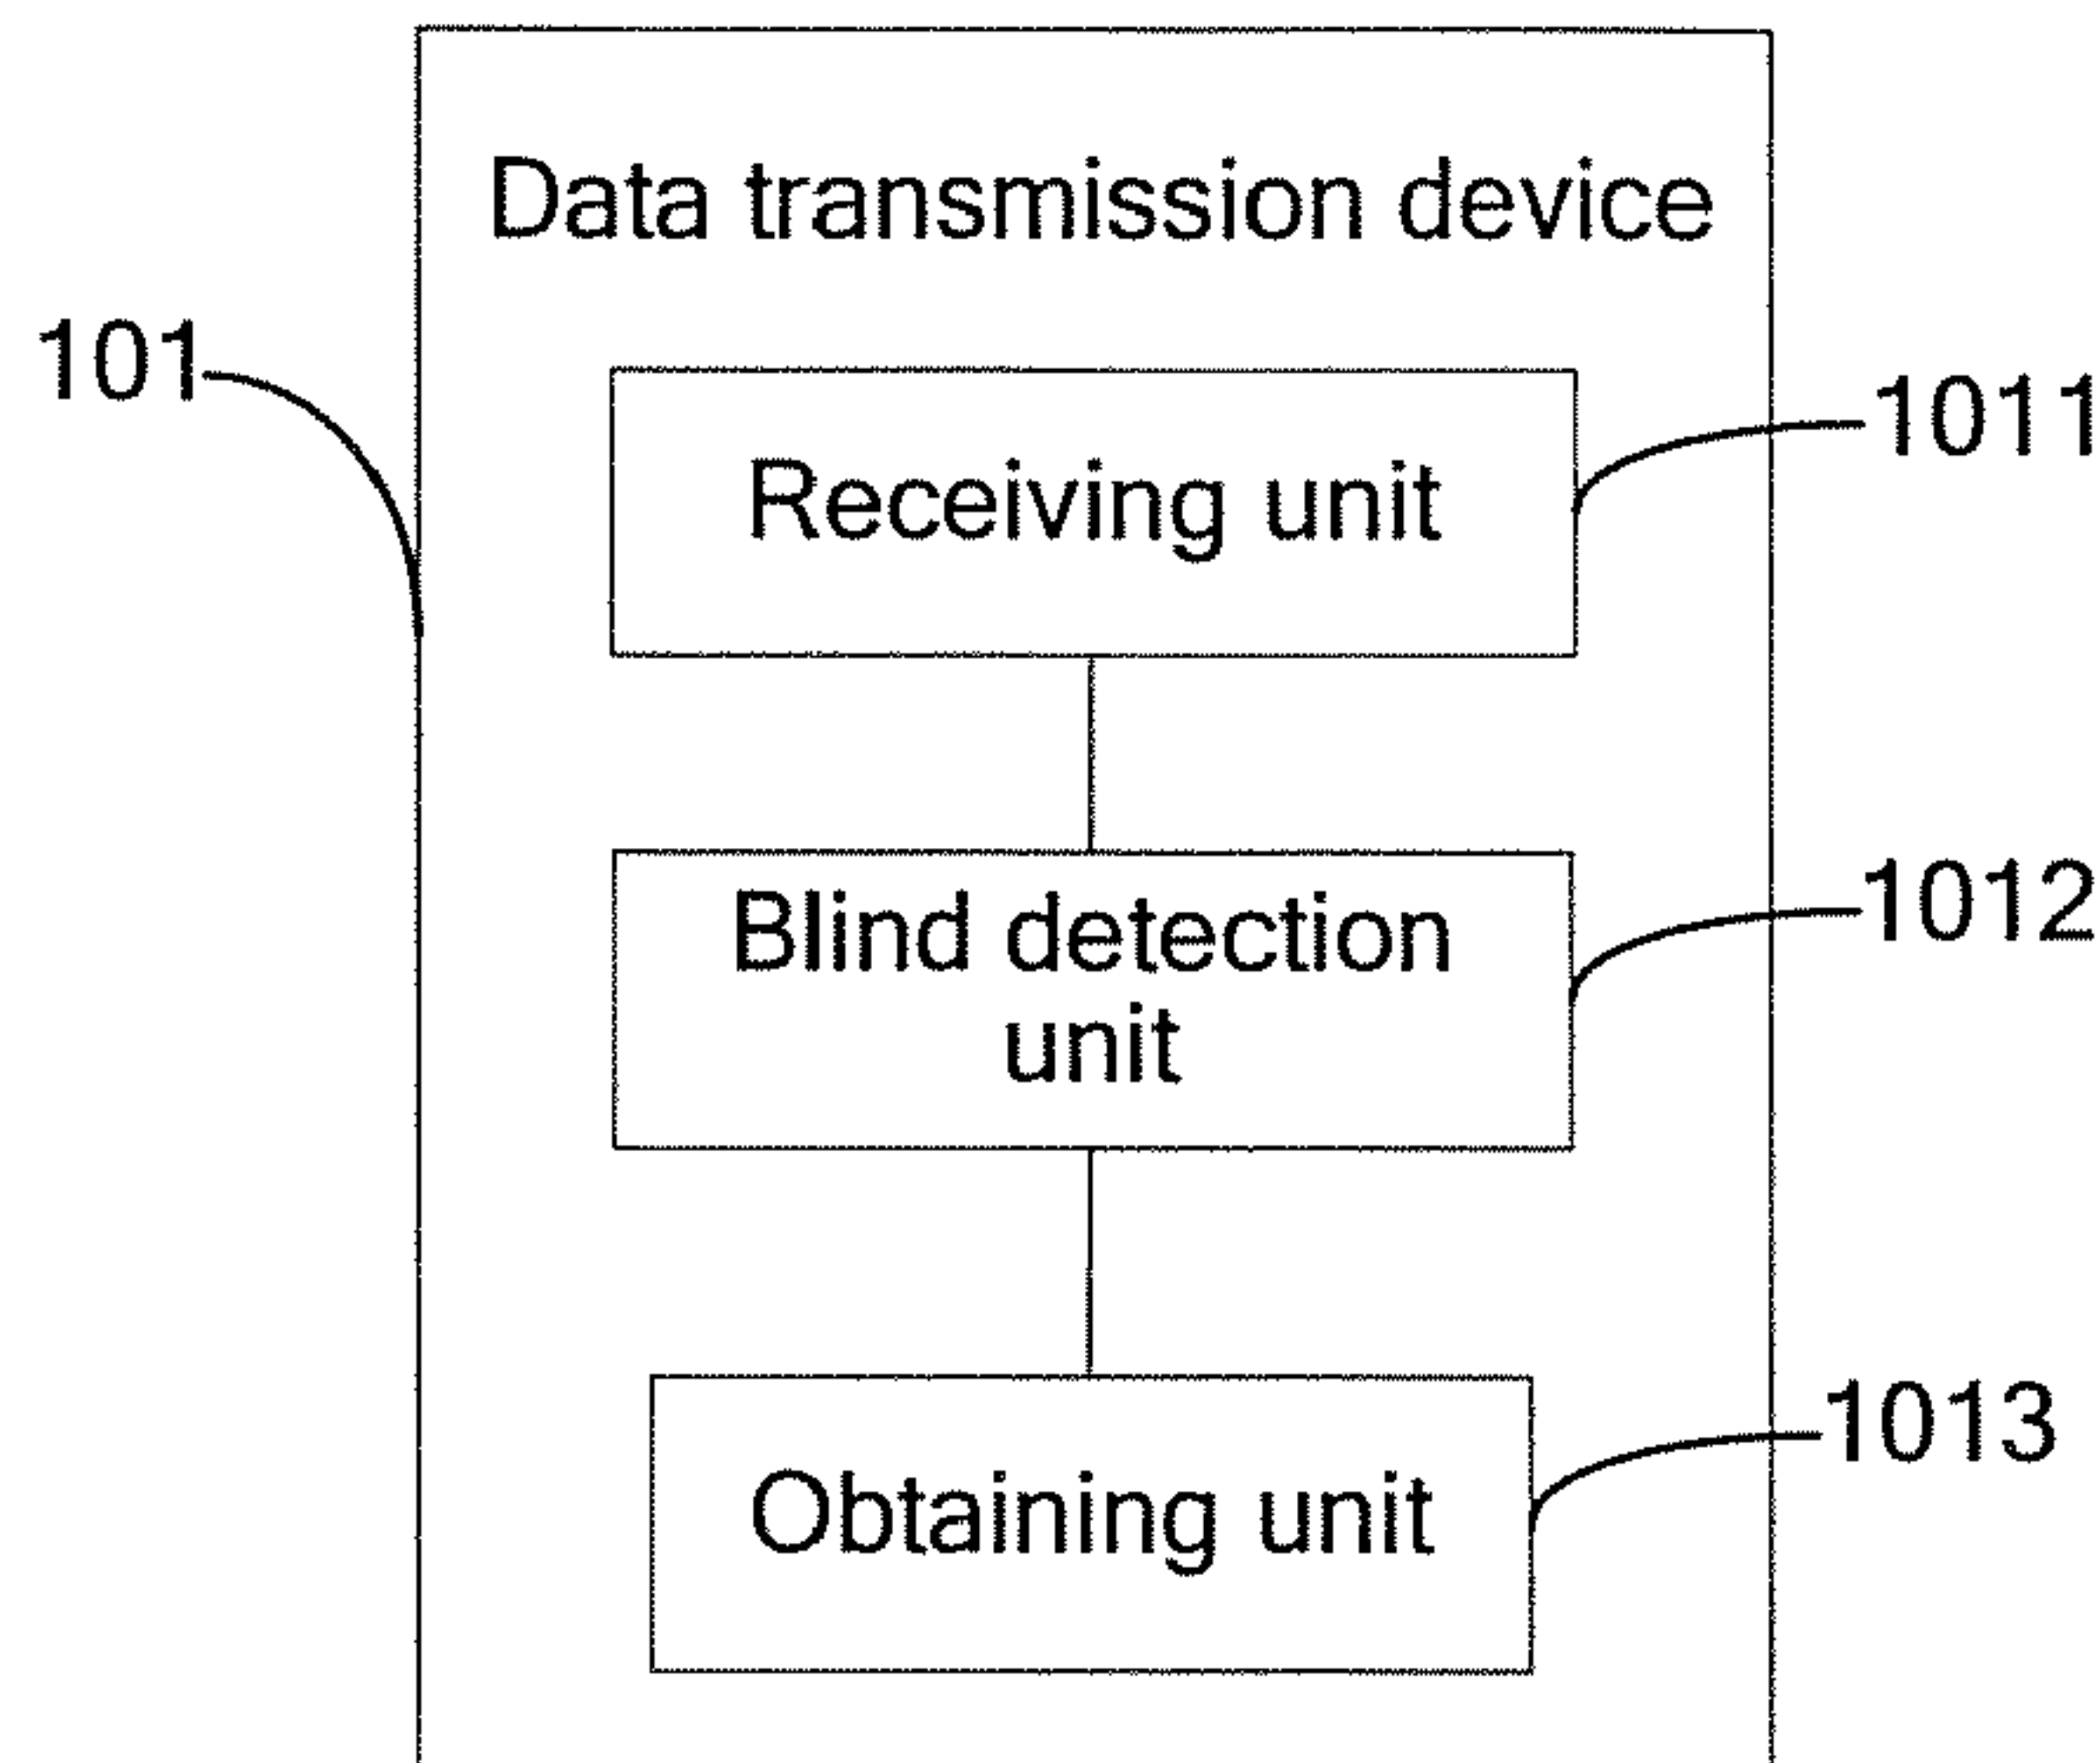 Data transmission device
101
Receiving unit
1011
Blind detection
unit
1012
Obtaining unit
1013